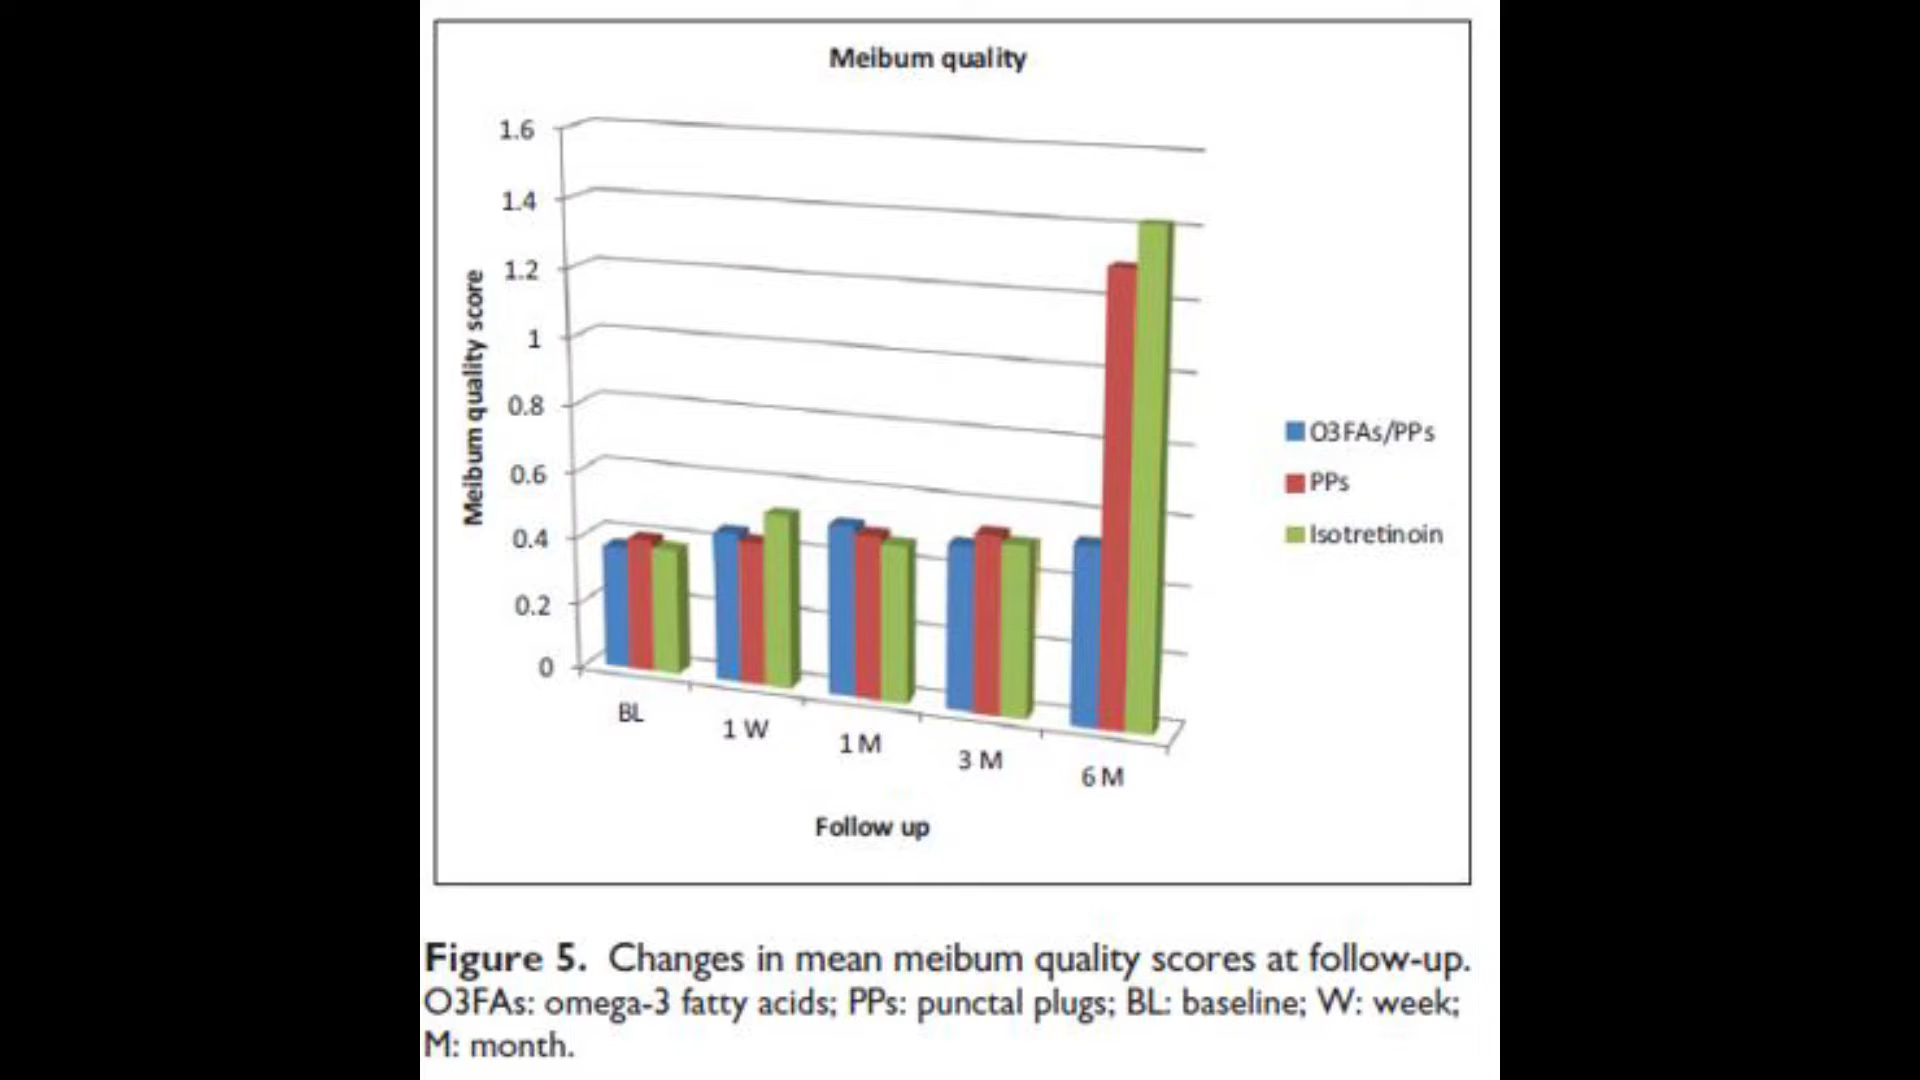 Meibum quality
1.6
1.4
1.2
1
0.8
0.6
0.4
0.2
0
Meibum quality score
BL
1 W
1 M
3 M
6 M
Follow up
O3FAs/PPs
PPs
Isotretinoin
Figure 5. Changes in mean meibum quality scores at follow-up.
O3FAs: omega-3 fatty acids; PPs: punctal plugs; BL: baseline; W: week;
M: month.